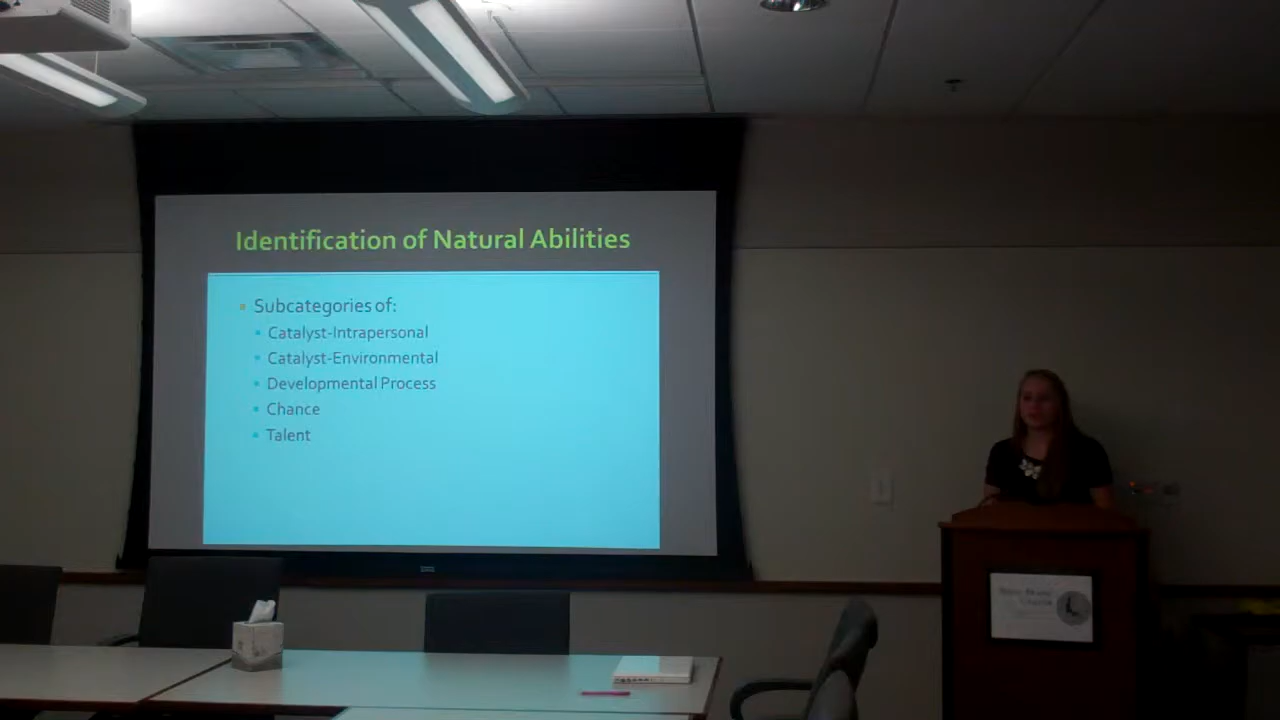 Identification of Natural Abilities
Subcategories of:
Catalyst-Intrapersonal
Catalyst-Environmental
Developmental Process
Chance
Talent